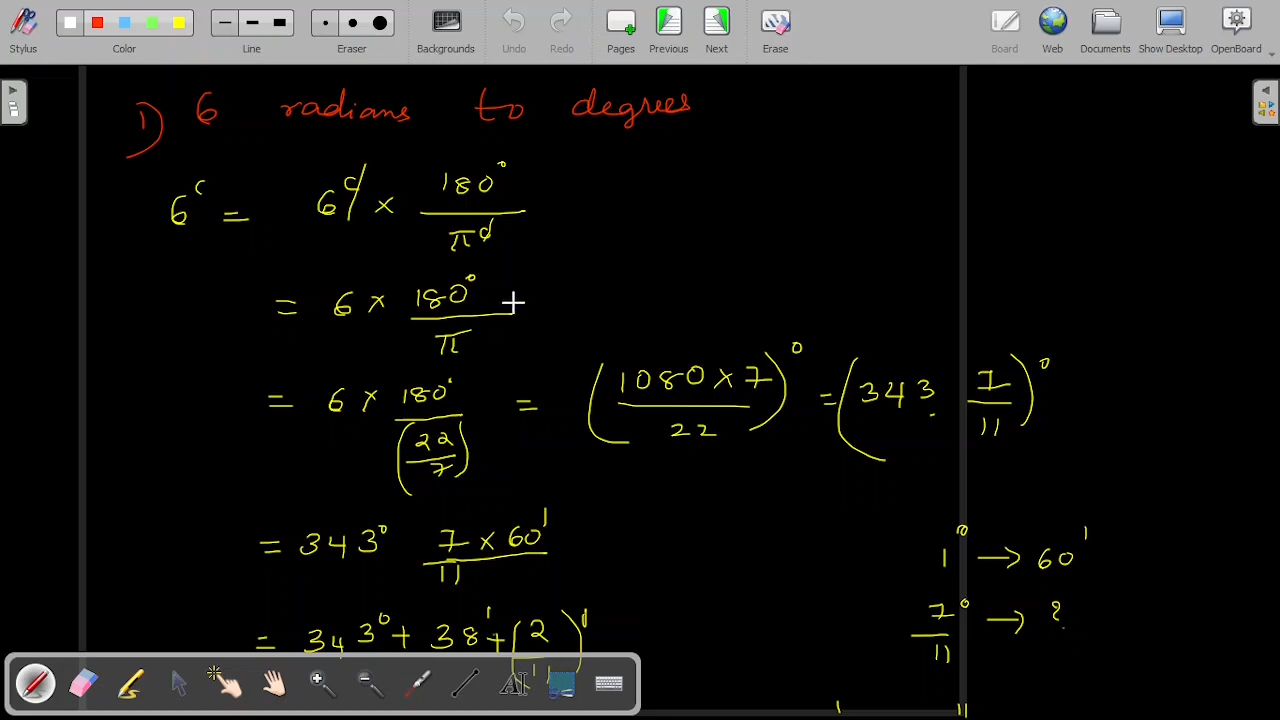 Stylus Color Line Eraser Backgrounds Undo Redo Pages Previous Next Erase Board Web Documents Show Desktop OpenBoard
1) 6 radians to degrees
6ᶜ = 6ᶜ × 180°/πᶜ
= 6 × 180°/π
= 6 × 180°/(22/7) = (1080 × 7/22)° = (343 7/11)°
= 343° 7 × 60'/11
1° → 60'
= 343° + 38' + (2/11)'
7/11° → ?